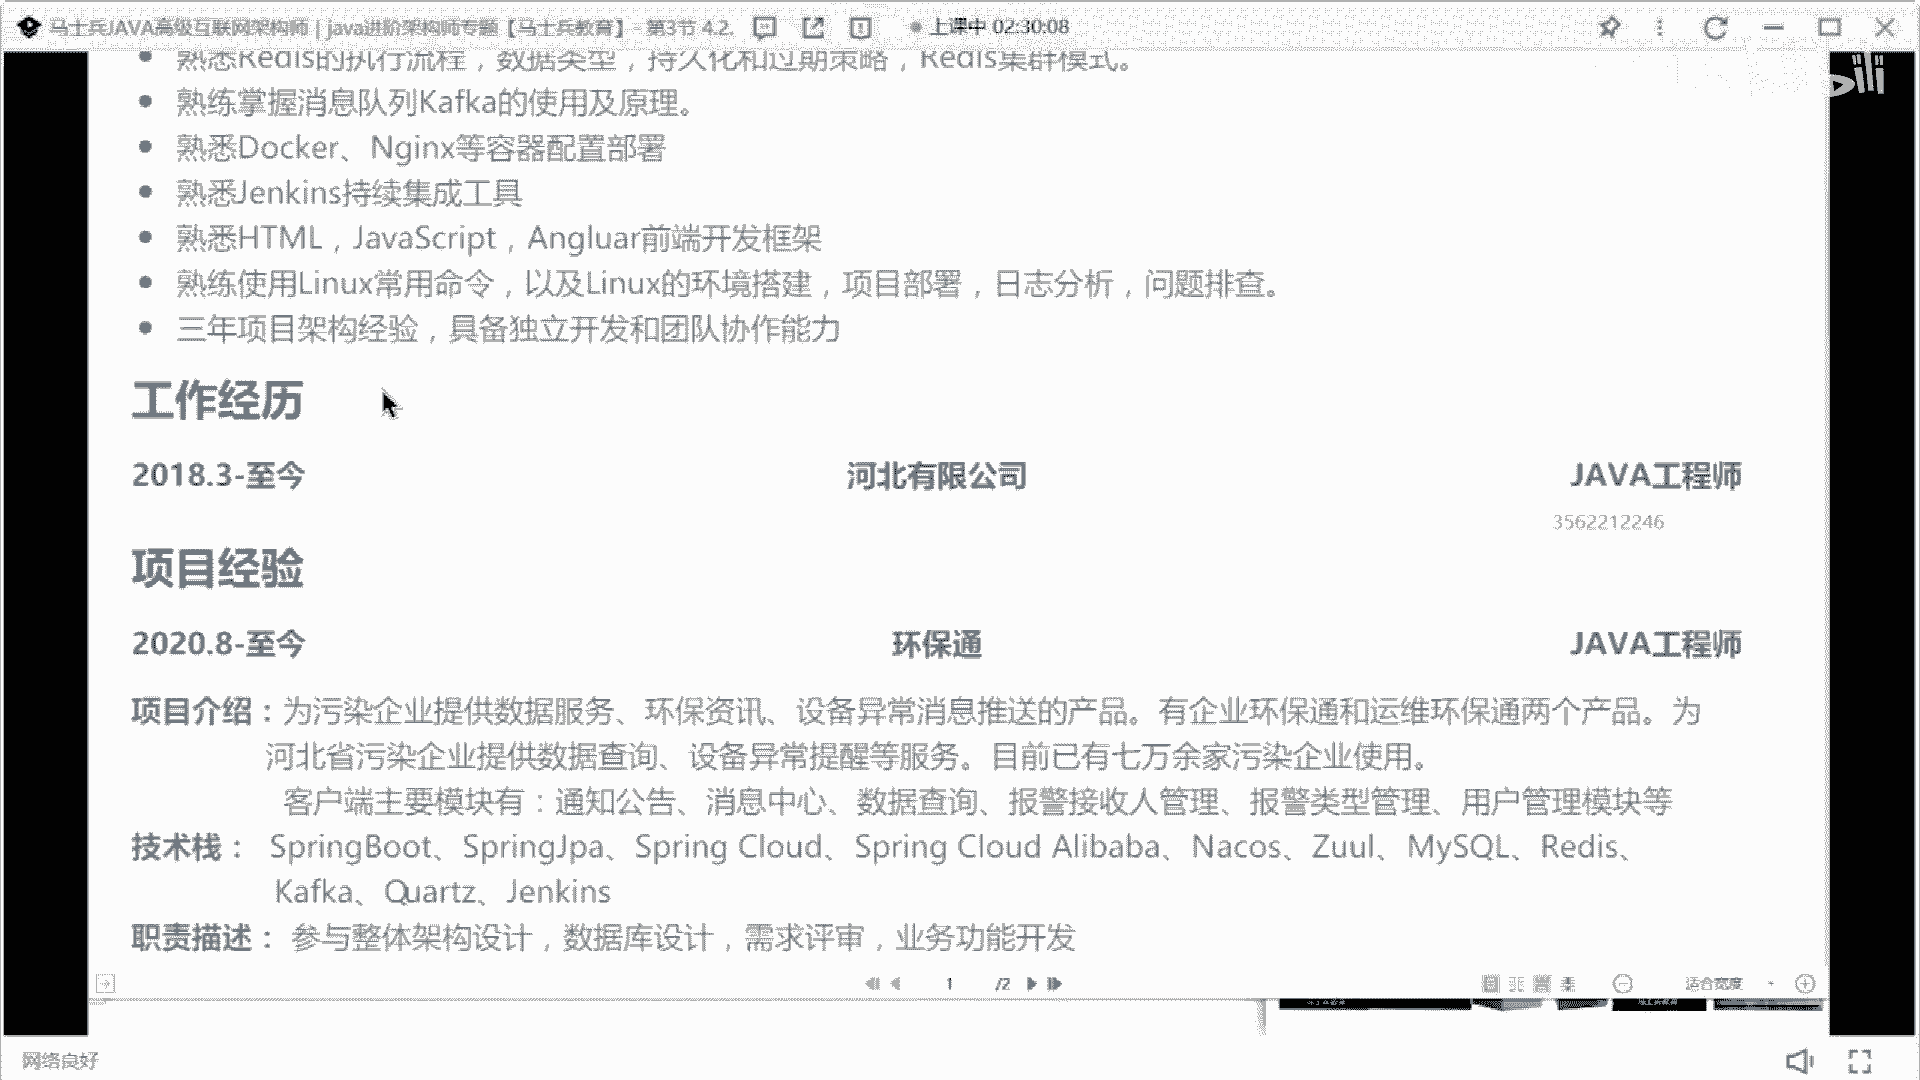 马士兵JAVA高级互联网架构师 | java进阶架构师专题【马士兵教育】 - 第3节 4.2.
上课中 02:30:08
熟悉Redis的执行流程，数据类型，持久化和过期策略，Redis集群模式。
熟练掌握消息队列Kafka的使用及原理。
熟悉Docker、Nginx等容器配置部署
熟悉Jenkins持续集成工具
熟悉HTML，JavaScript，Angluar前端开发框架
熟练使用Linux常用命令，以及Linux的环境搭建，项目部署，日志分析，问题排查。
三年项目架构经验，具备独立开发和团队协作能力
工作经历
2018.3-至今 河北有限公司 JAVA工程师
3562212246
项目经验
2020.8-至今 环保通 JAVA工程师
项目介绍：为污染企业提供数据服务、环保资讯、设备异常消息推送的产品。有企业环保通和运维环保通两个产品。为
河北省污染企业提供数据查询、设备异常提醒等服务。目前已有七万余家污染企业使用。
客户端主要模块有：通知公告、消息中心、数据查询、报警接收人管理、报警类型管理、用户管理模块等
技术栈： SpringBoot、SpringJpa、Spring Cloud、Spring Cloud Alibaba、Nacos、Zuul、MySQL、Redis、
Kafka、Quartz、Jenkins
职责描述： 参与整体架构设计，数据库设计，需求评审，业务功能开发
1 /2 适合宽度
网络良好